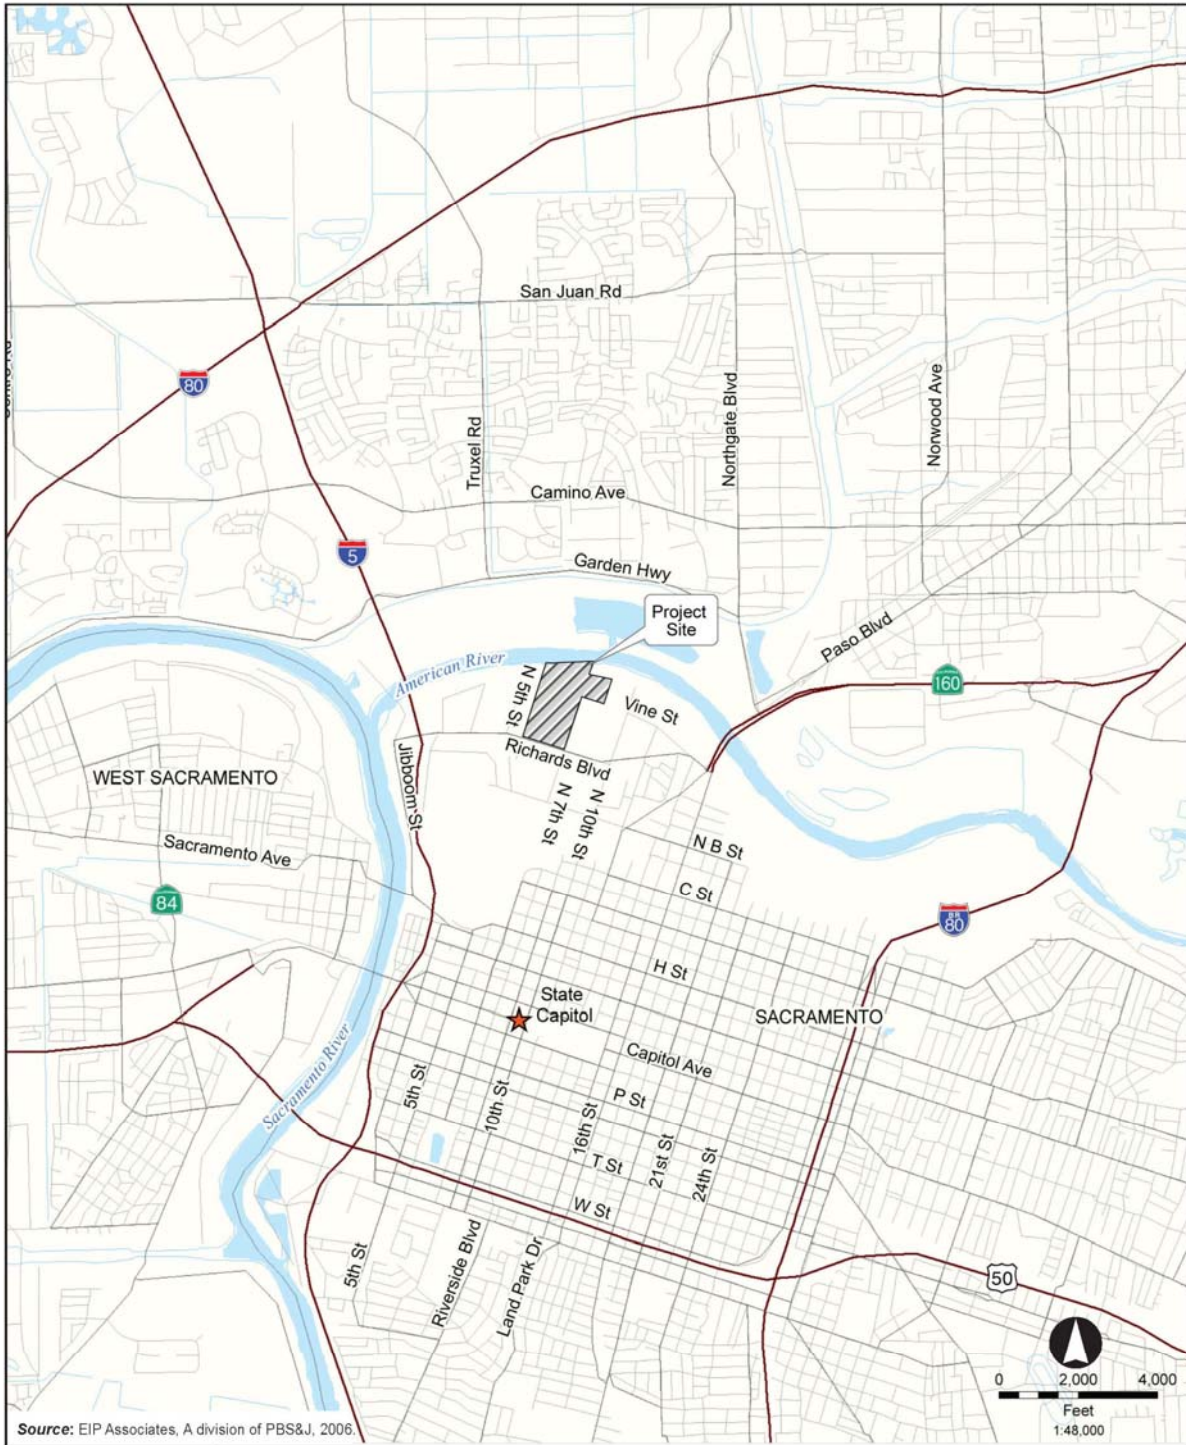 San Juan Rd
80
Truxel Rd
Northgate Blvd
Norwood Ave
Camino Ave
5
Garden Hwy
Project
Site
Paso Blvd
American River
N 5th St
Vine St
160
Richards Blvd
Jibboom St
WEST SACRAMENTO
N 7th St
N 10th St
Sacramento Ave
N B St
C St
84
BR
80
H St
State
Capitol
SACRAMENTO
Capitol Ave
Sacramento River
5th St
10th St
P St
16th St
T St
21st St
24th St
W St
5th St
Riverside Blvd
Land Park Dr
50
0 2,000 4,000
Feet
1:48,000
Source: EIP Associates, A division of PBS&J, 2006.